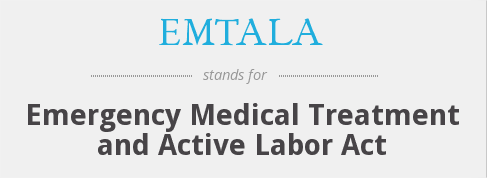 EMTALA
stands for
Emergency Medical Treatment
and Active Labor Act